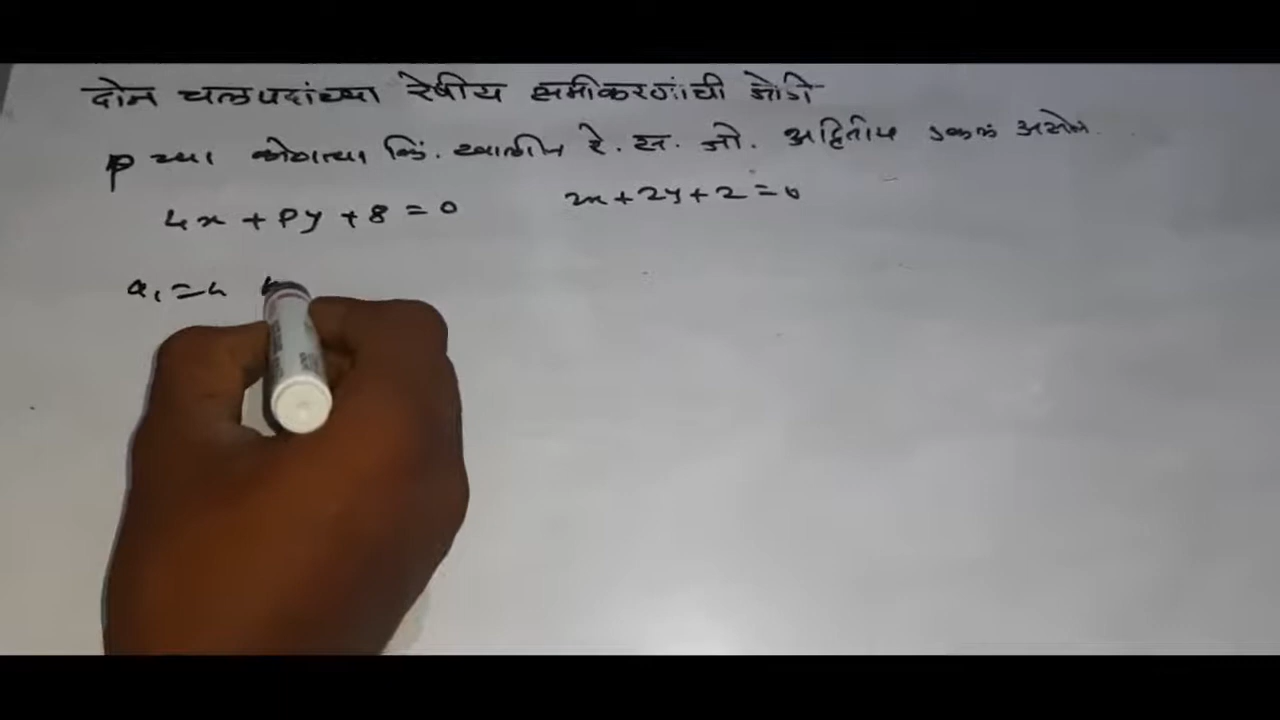 दोन चलपदांच्या रेषीय समीकरणांची जोडी
P च्या कोणत्या किं. खालील रे. स. जो. अद्वितीय उकल असेल.
4x + Py + 8 = 0 2x + 2y + 2 = 0
a₁ = 4